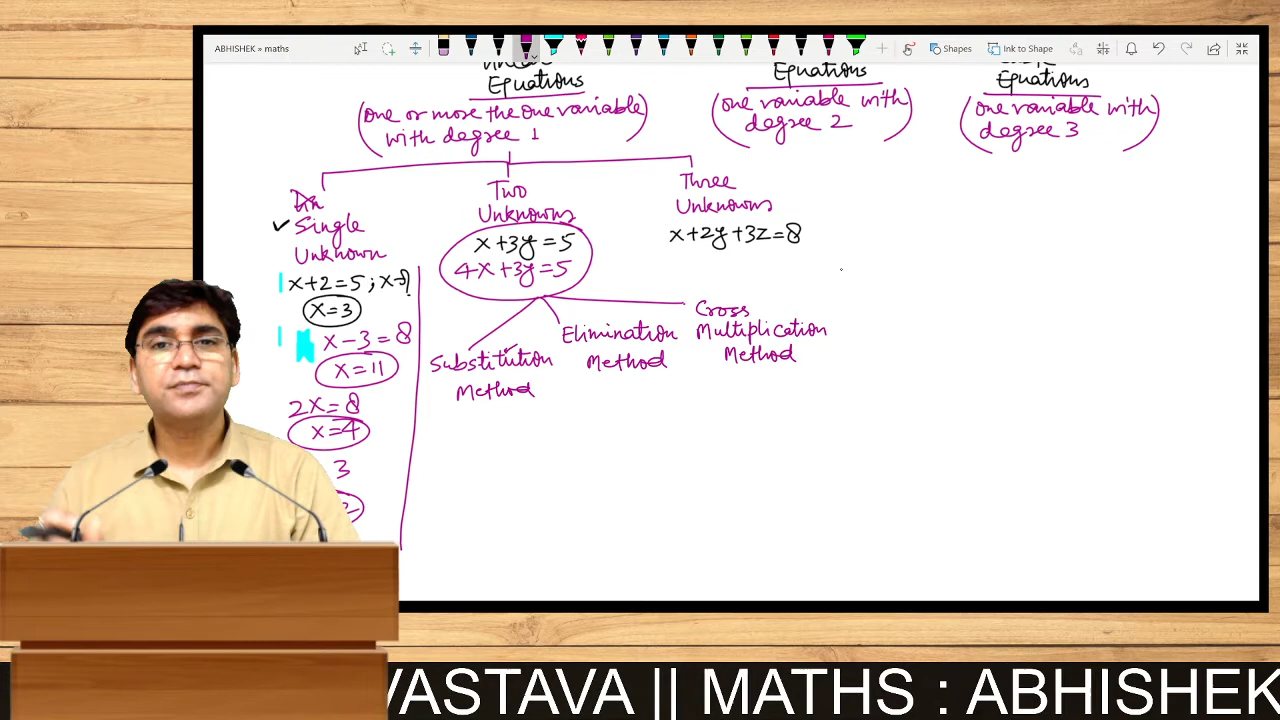 ABHISHEK » maths
Shapes
Ink to Shape
Equations
(one or more the one variable
with degree 1)
Equations
(one variable with
degree 2)
Equations
(one variable with
degree 3)
Single
Unknown
x+2=5;
x=3
x-3=8
x=11
2x=8
x=4
3
Two
Unknowns
x+3y=5
4x+3y=5
Substitution
Method
Elimination
Method
Cross
Multiplication
Method
Three
Unknowns
x+2y+3z=8
VASTAVA || MATHS : ABHISHEK